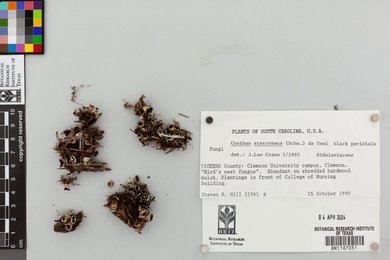 BOTANICAL
RESEARCH
INSTITUTE OF
TEXAS
PLANTS OF SOUTH CAROLINA, U.S.A.
Cyathus stercoreus (Schw.) de Toni black peridials
Fungi
det.: J.Lee Crane 1/1995 Nidulariaceae
PICKENS County: Clemson University campus, Clemson.
"Bird's nest fungus". Abundant on shredded hardwood
mulch. Plantings in front of College of Nursing
building.
Steven R. Hill 21961 15 October 1990
BRIT
04 APR 2024
BOTANICAL RESEARCH INSTITUTE
OF TEXAS
BRIT67051